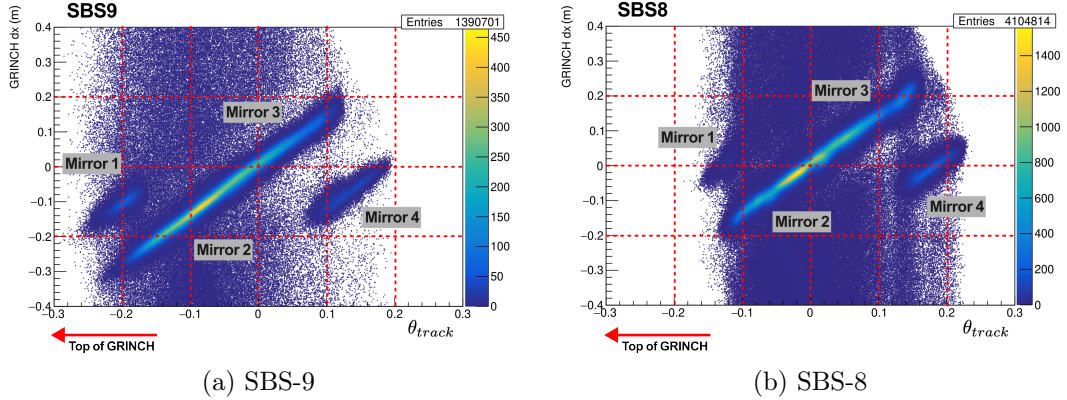 SBS9
Entries 1390701
GRINCH dx (m)
0.4
0.3
0.2
0.1
0
−0.1
−0.2
−0.3
−0.4
Mirror 3
Mirror 1
Mirror 4
Mirror 2
450
400
350
300
250
200
150
100
50
0
−0.3 −0.2 −0.1 0 0.1 0.2 0.3
θtrack
Top of GRINCH
(a) SBS-9
SBS8
Entries 4104814
GRINCH dx (m)
0.4
0.3
0.2
0.1
0
−0.1
−0.2
−0.3
−0.4
Mirror 3
Mirror 1
Mirror 4
Mirror 2
1400
1200
1000
800
600
400
200
0
−0.3 −0.2 −0.1 0 0.1 0.2 0.3
θtrack
Top of GRINCH
(b) SBS-8